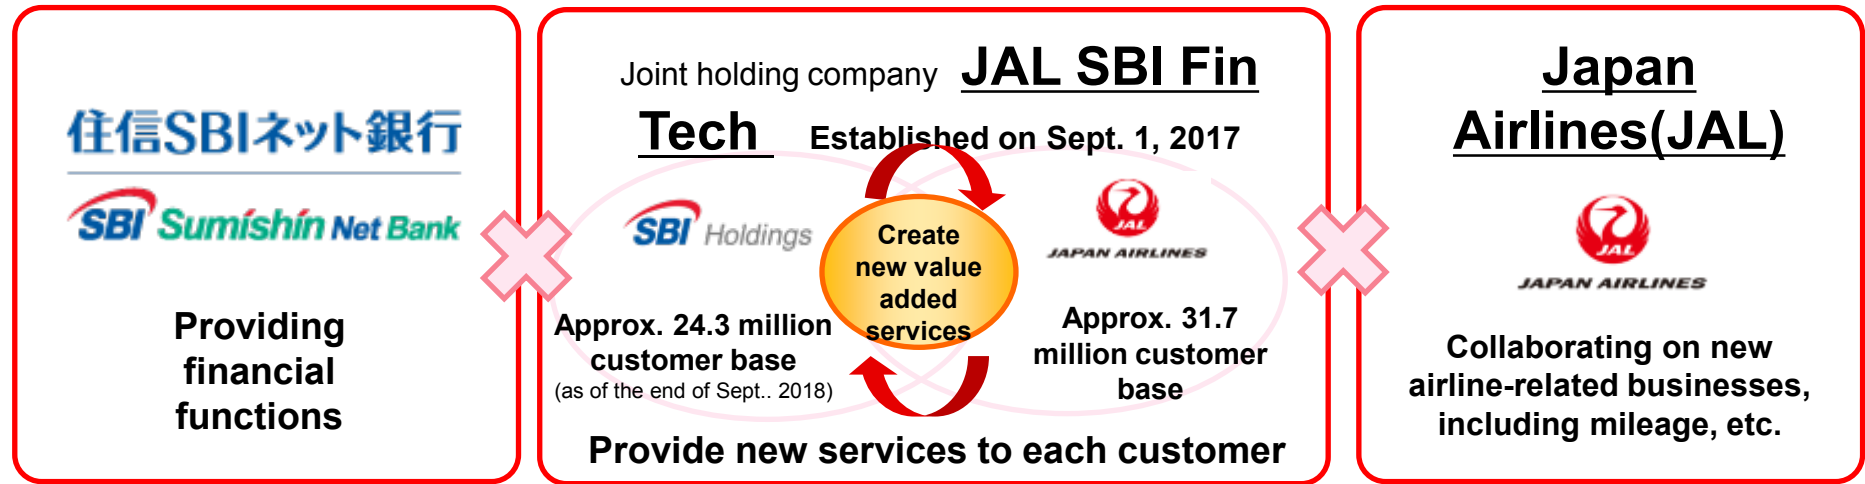 住信SBIネット銀行
SBI Sumishin Net Bank
Providing
financial
functions
Joint holding company JAL SBI Fin
Tech Established on Sept. 1, 2017
SBI Holdings
Approx. 24.3 million
customer base
(as of the end of Sept.. 2018)
Create
new value
added
services
JAL
JAPAN AIRLINES
Approx. 31.7
million customer
base
Provide new services to each customer
Japan
Airlines(JAL)
JAL
JAPAN AIRLINES
Collaborating on new
airline-related businesses,
including mileage, etc.